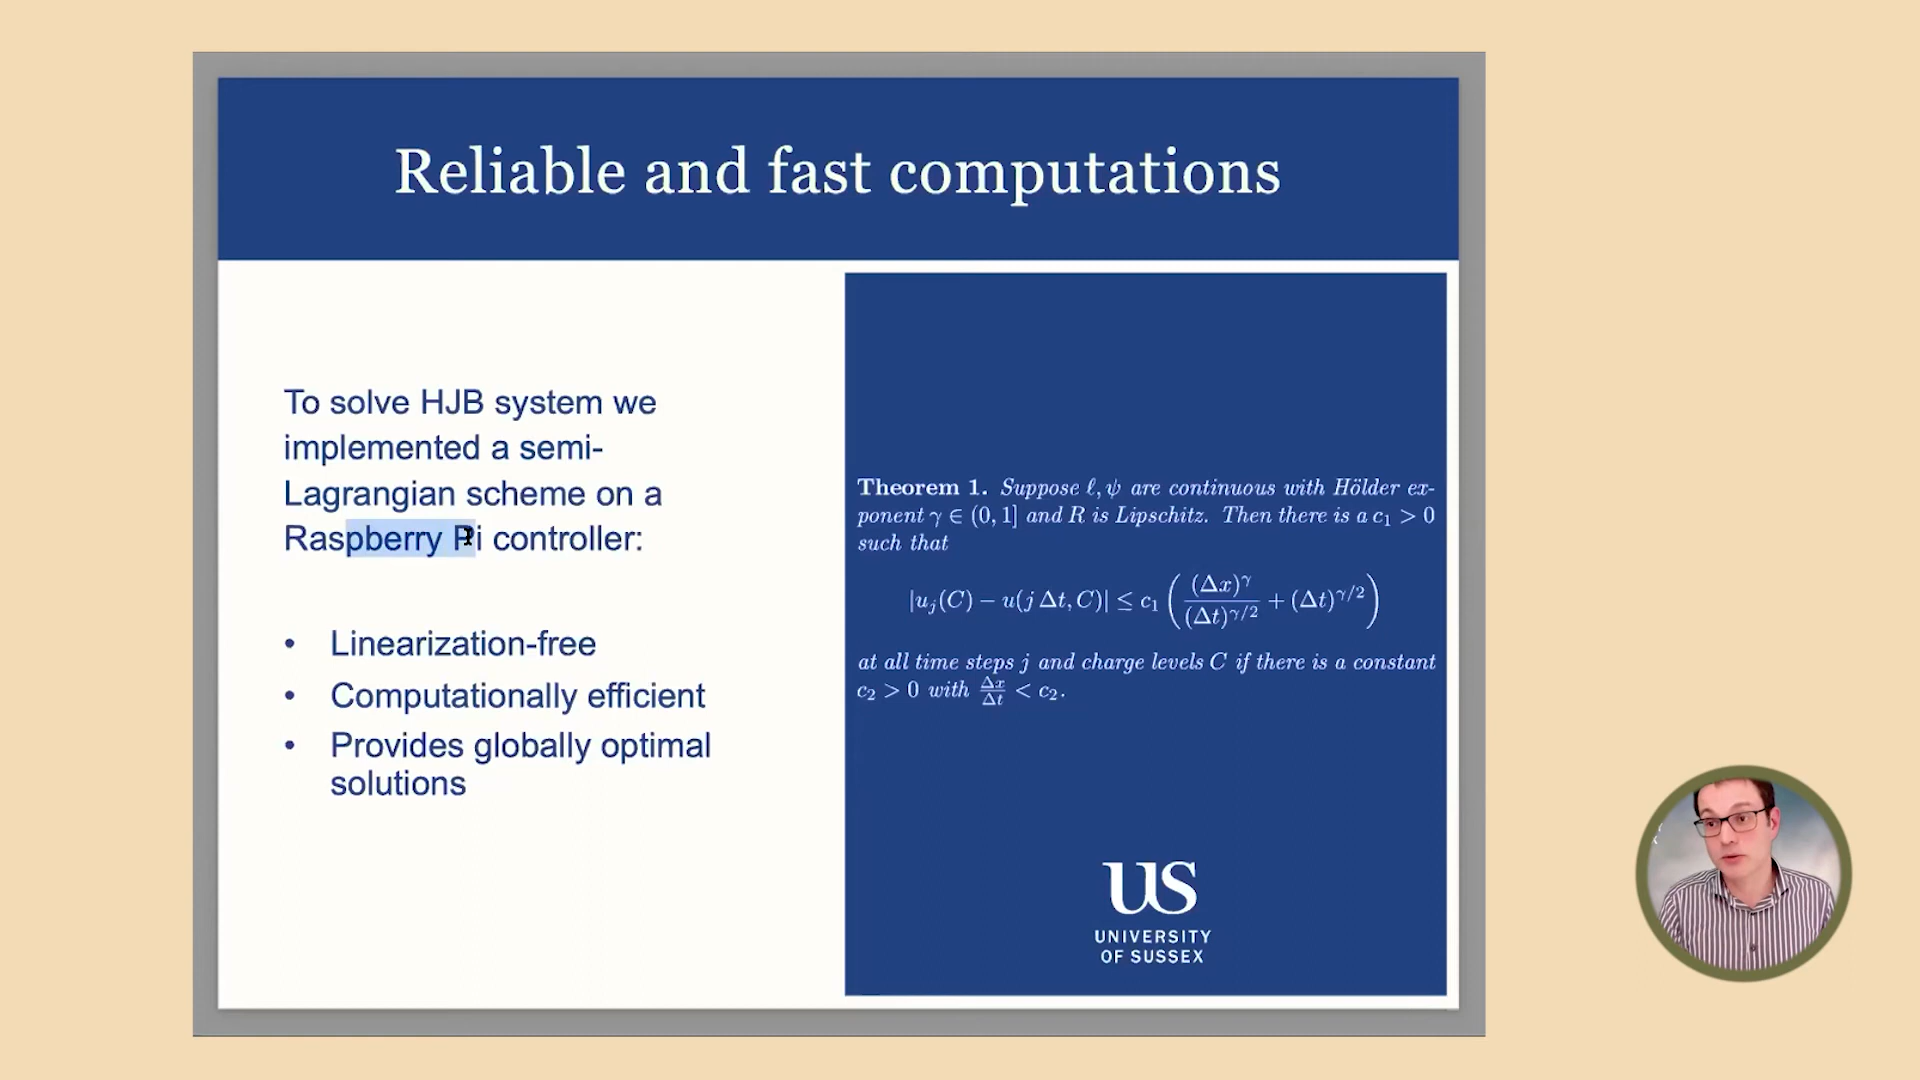 Reliable and fast computations
To solve HJB system we
implemented a semi-
Lagrangian scheme on a
Raspberry Pi controller:
• Linearization-free
• Computationally efficient
• Provides globally optimal
solutions
Theorem 1. Suppose ℓ, ψ are continuous with Hölder ex-
ponent γ ∈ (0, 1] and R is Lipschitz. Then there is a c₁ > 0
such that
|uⱼ(C) − u(j Δt, C)| ≤ c₁ ( (Δx)^γ / (Δt)^{γ/2} + (Δt)^{γ/2} )
at all time steps j and charge levels C if there is a constant
c₂ > 0 with Δx/Δt < c₂.
US
UNIVERSITY
OF SUSSEX